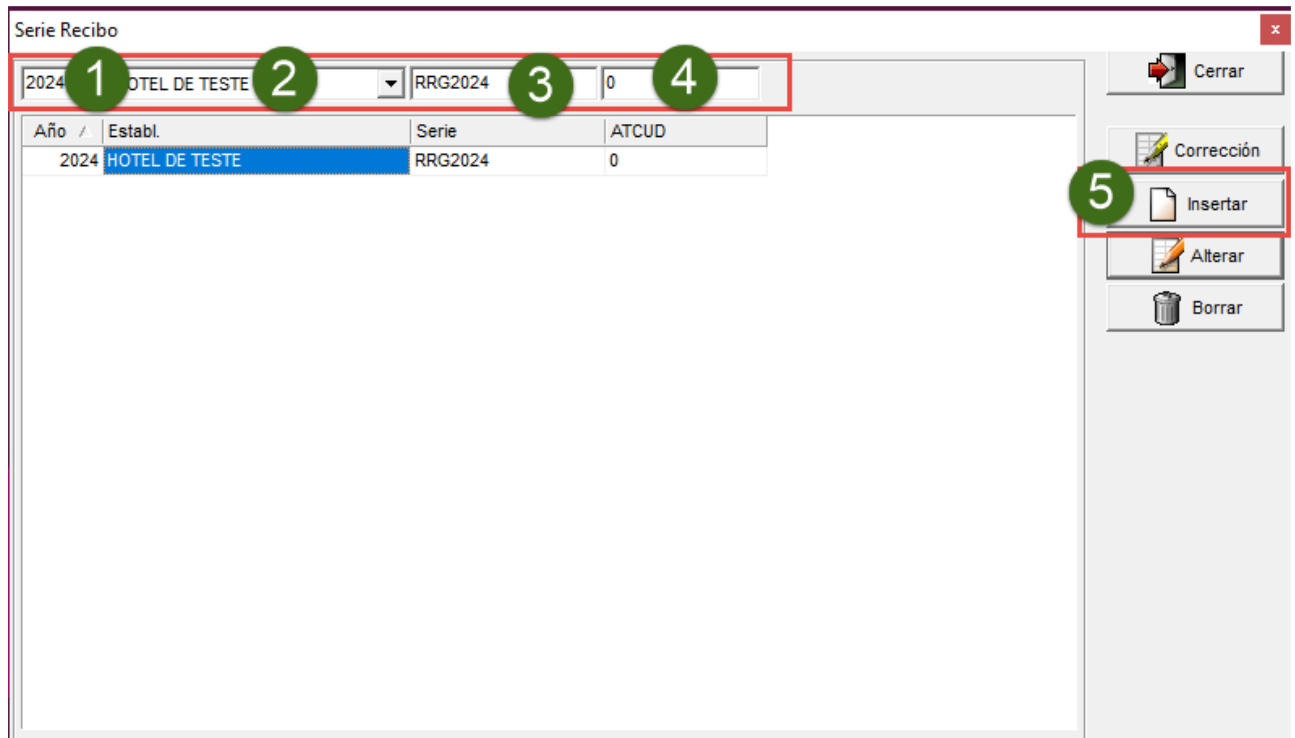 Serie Recibo
x
2024 1 OTEL DE TESTE 2 RRG2024 3 0 4
Cerrar
Año Establ. Serie ATCUD
2024 HOTEL DE TESTE RRG2024 0
Corrección
5 Insertar
Alterar
Borrar